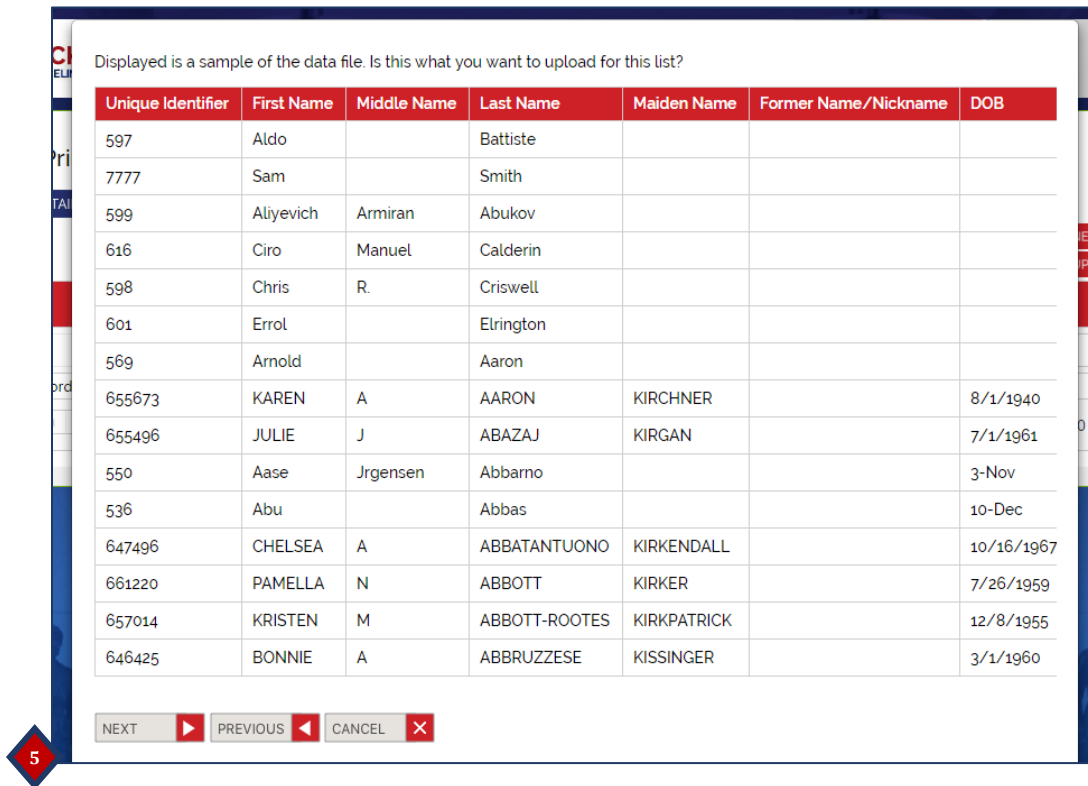 Displayed is a sample of the data file. Is this what you want to upload for this list?
Unique Identifier First Name Middle Name Last Name Maiden Name Former Name/Nickname DOB
597 Aldo Battiste
7777 Sam Smith
599 Aliyevich Armiran Abukov
616 Ciro Manuel Calderin
598 Chris R. Criswell
601 Errol Elrington
569 Arnold Aaron
655673 KAREN A AARON KIRCHNER 8/1/1940
655496 JULIE J ABAZAJ KIRGAN 7/1/1961
550 Aase Jrgensen Abbarno 3-Nov
536 Abu Abbas 10-Dec
647496 CHELSEA A ABBATANTUONO KIRKENDALL 10/16/1967
661220 PAMELLA N ABBOTT KIRKER 7/26/1959
657014 KRISTEN M ABBOTT-ROOTES KIRKPATRICK 12/8/1955
646425 BONNIE A ABBRUZZESE KISSINGER 3/1/1960
NEXT PREVIOUS CANCEL
5